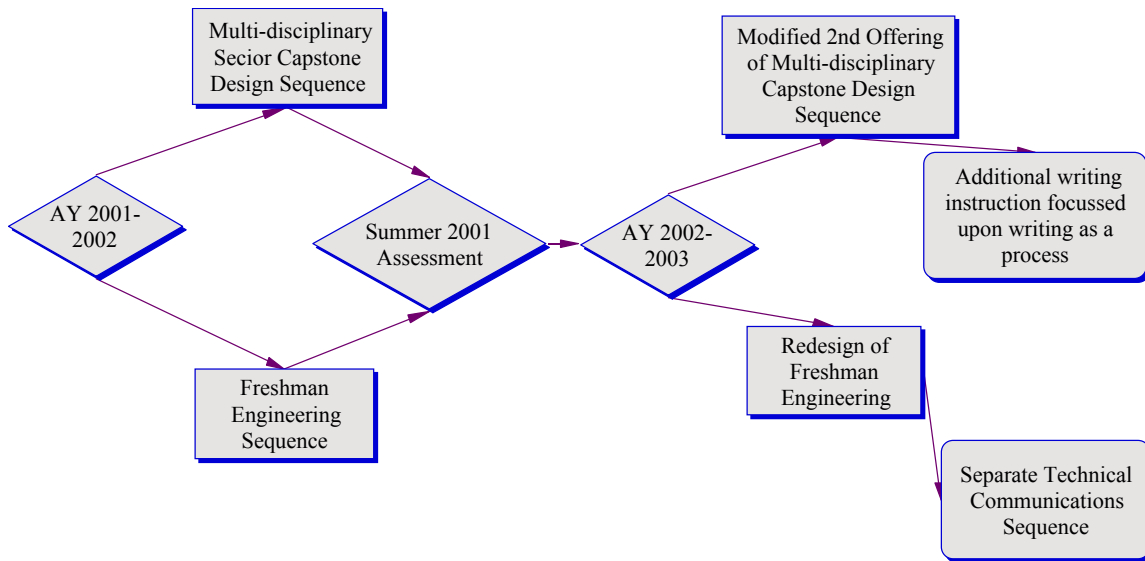 Multi-disciplinary
Secior Capstone
Design Sequence
Modified 2nd Offering
of Multi-disciplinary
Capstone Design
Sequence
AY 2001-
2002
Summer 2001
Assessment
AY 2002-
2003
Additional writing
instruction focussed
upon writing as a
process
Freshman
Engineering
Sequence
Redesign of
Freshman
Engineering
Separate Technical
Communications
Sequence